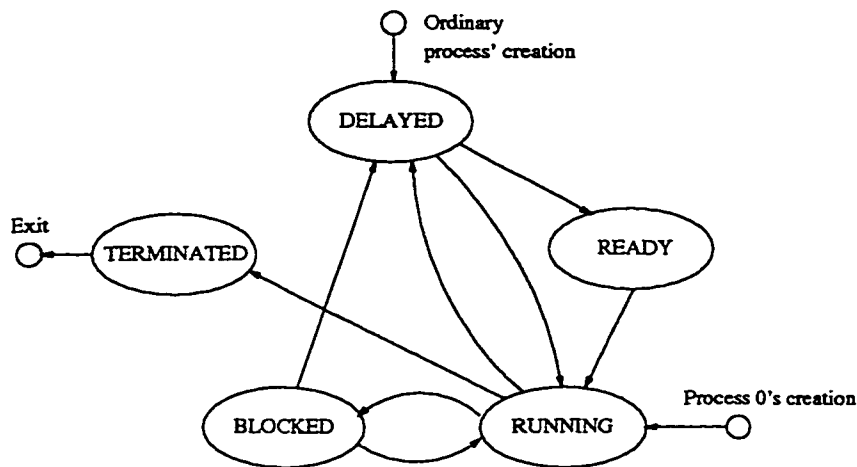 Ordinary
process' creation
DELAYED
Exit
TERMINATED
READY
BLOCKED
RUNNING
Process 0's creation